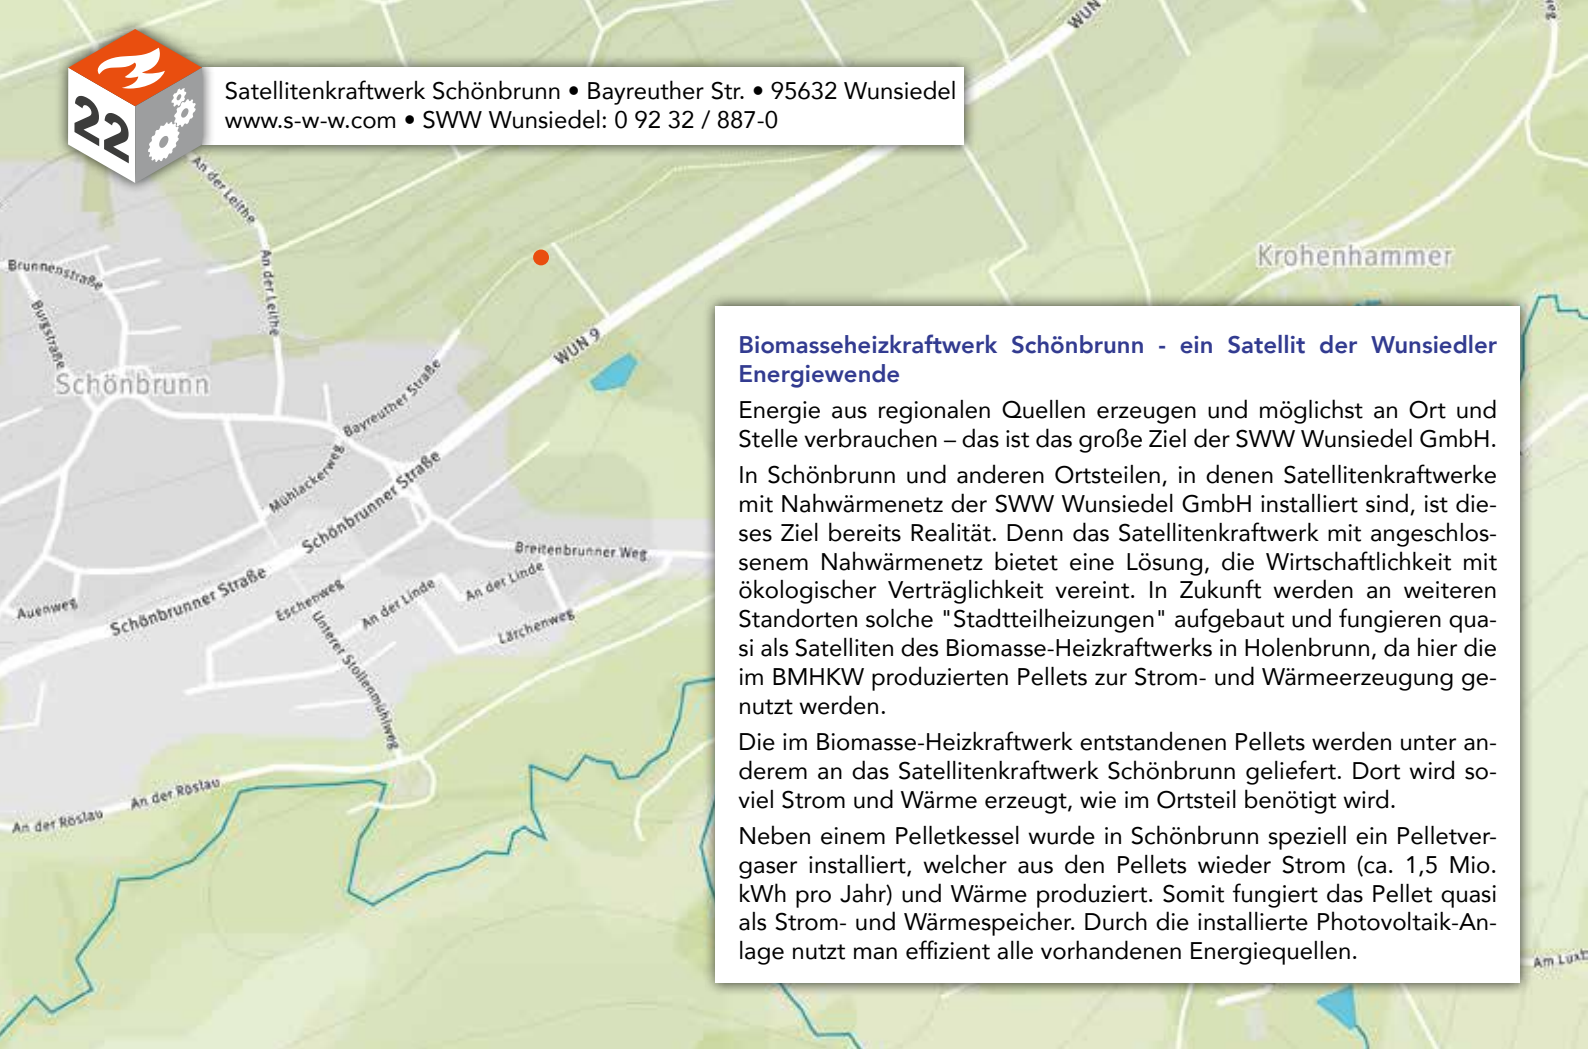 WUN
22
Satellitenkraftwerk Schönbrunn • Bayreuther Str. • 95632 Wunsiedel
www.s-w-w.com • SWW Wunsiedel: 0 92 32 / 887-0
An der Leithe
An der Leithe
Brunnenstraße
Burgstraße
Schönbrunn
Krohenhammer
WUN 9
Bayreuther Straße
Mühlackerweg
Schönbrunner Straße
Breitenbrunner Weg
An der Linde
An der Linde
Schönbrunner Straße
Eschenweg
Auenweg
Lärchenweg
Unterer Stollenmühlweg
An der Röslau
An der Röslau
Biomasseheizkraftwerk Schönbrunn - ein Satellit der Wunsiedler
Energiewende
Energie aus regionalen Quellen erzeugen und möglichst an Ort und
Stelle verbrauchen – das ist das große Ziel der SWW Wunsiedel GmbH.
In Schönbrunn und anderen Ortsteilen, in denen Satellitenkraftwerke
mit Nahwärmenetz der SWW Wunsiedel GmbH installiert sind, ist die-
ses Ziel bereits Realität. Denn das Satellitenkraftwerk mit angeschlos-
senem Nahwärmenetz bietet eine Lösung, die Wirtschaftlichkeit mit
ökologischer Verträglichkeit vereint. In Zukunft werden an weiteren
Standorten solche "Stadtteilheizungen" aufgebaut und fungieren qua-
si als Satelliten des Biomasse-Heizkraftwerks in Holenbrunn, da hier die
im BMHKW produzierten Pellets zur Strom- und Wärmeerzeugung ge-
nutzt werden.
Die im Biomasse-Heizkraftwerk entstandenen Pellets werden unter an-
derem an das Satellitenkraftwerk Schönbrunn geliefert. Dort wird so-
viel Strom und Wärme erzeugt, wie im Ortsteil benötigt wird.
Neben einem Pelletkessel wurde in Schönbrunn speziell ein Pelletver-
gaser installiert, welcher aus den Pellets wieder Strom (ca. 1,5 Mio.
kWh pro Jahr) und Wärme produziert. Somit fungiert das Pellet quasi
als Strom- und Wärmespeicher. Durch die installierte Photovoltaik-An-
lage nutzt man effizient alle vorhandenen Energiequellen.
Am